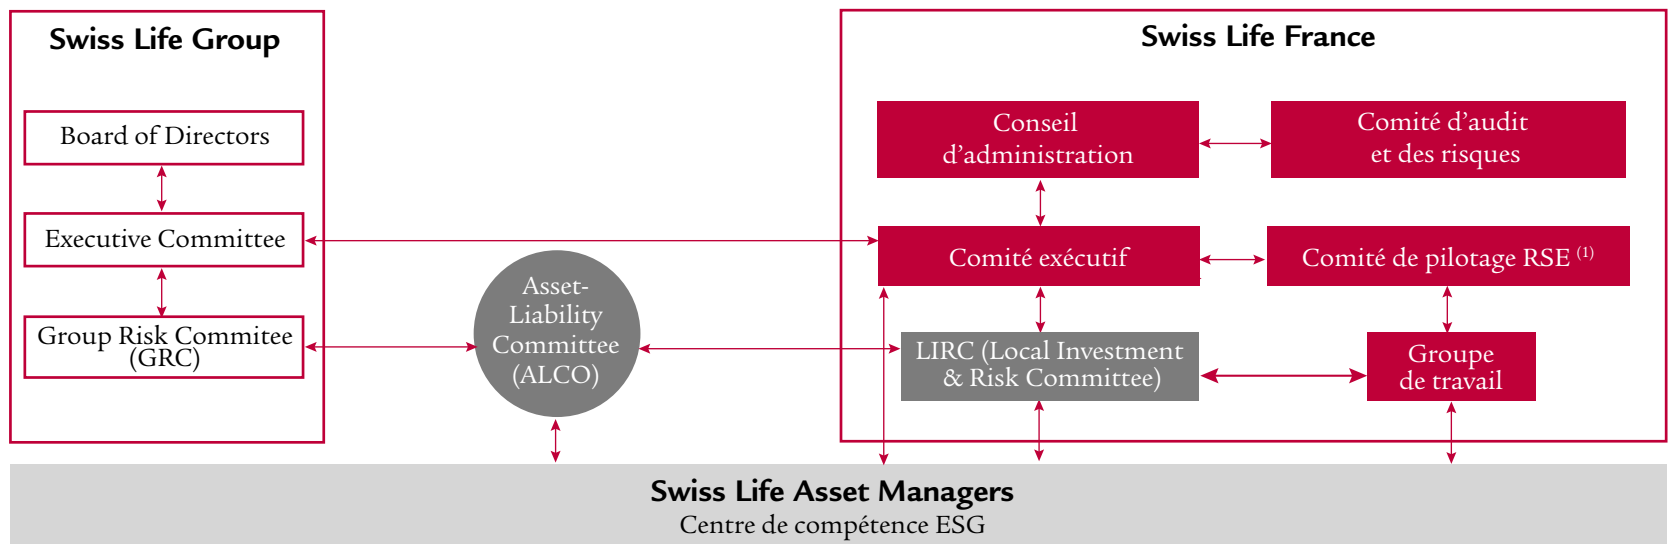 Swiss Life Group
Board of Directors
Executive Committee
Group Risk Commitee
(GRC)
Asset-
Liability
Committee
(ALCO)
Swiss Life France
Conseil
d'administration
Comité d'audit
et des risques
Comité exécutif
Comité de pilotage RSE (1)
LIRC (Local Investment
& Risk Committee)
Groupe
de travail
Swiss Life Asset Managers
Centre de compétence ESG